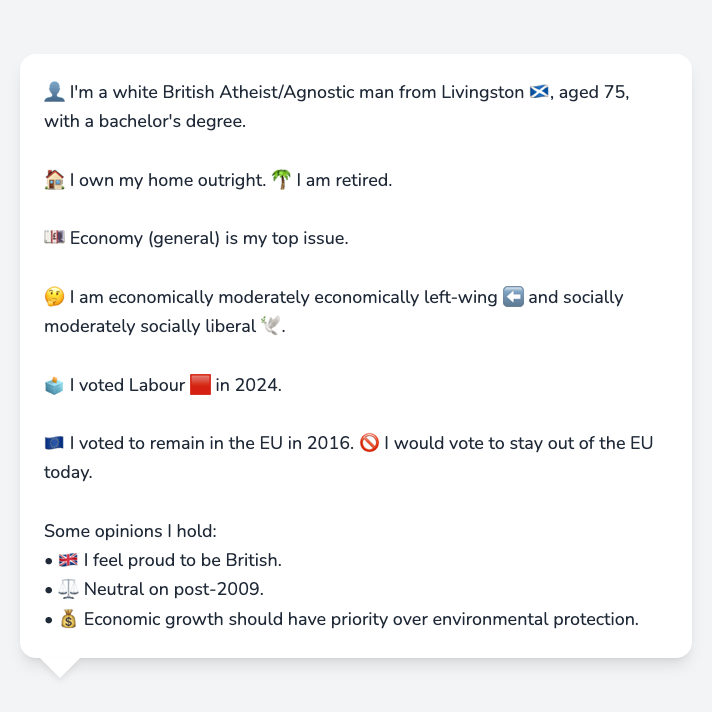 👤 I'm a white British Atheist/Agnostic man from Livingston 🏴󠁧󠁢󠁳󠁣󠁴󠁿, aged 75,
with a bachelor's degree.
🏠 I own my home outright. 🌴 I am retired.
💷 Economy (general) is my top issue.
🤔 I am economically moderately economically left-wing ⬅️ and socially
moderately socially liberal 🕊️.
🗳️ I voted Labour 🟥 in 2024.
🇪🇺 I voted to remain in the EU in 2016. 🚫 I would vote to stay out of the EU
today.
Some opinions I hold:
• 🇬🇧 I feel proud to be British.
• ⚖️ Neutral on post-2009.
• 💰 Economic growth should have priority over environmental protection.